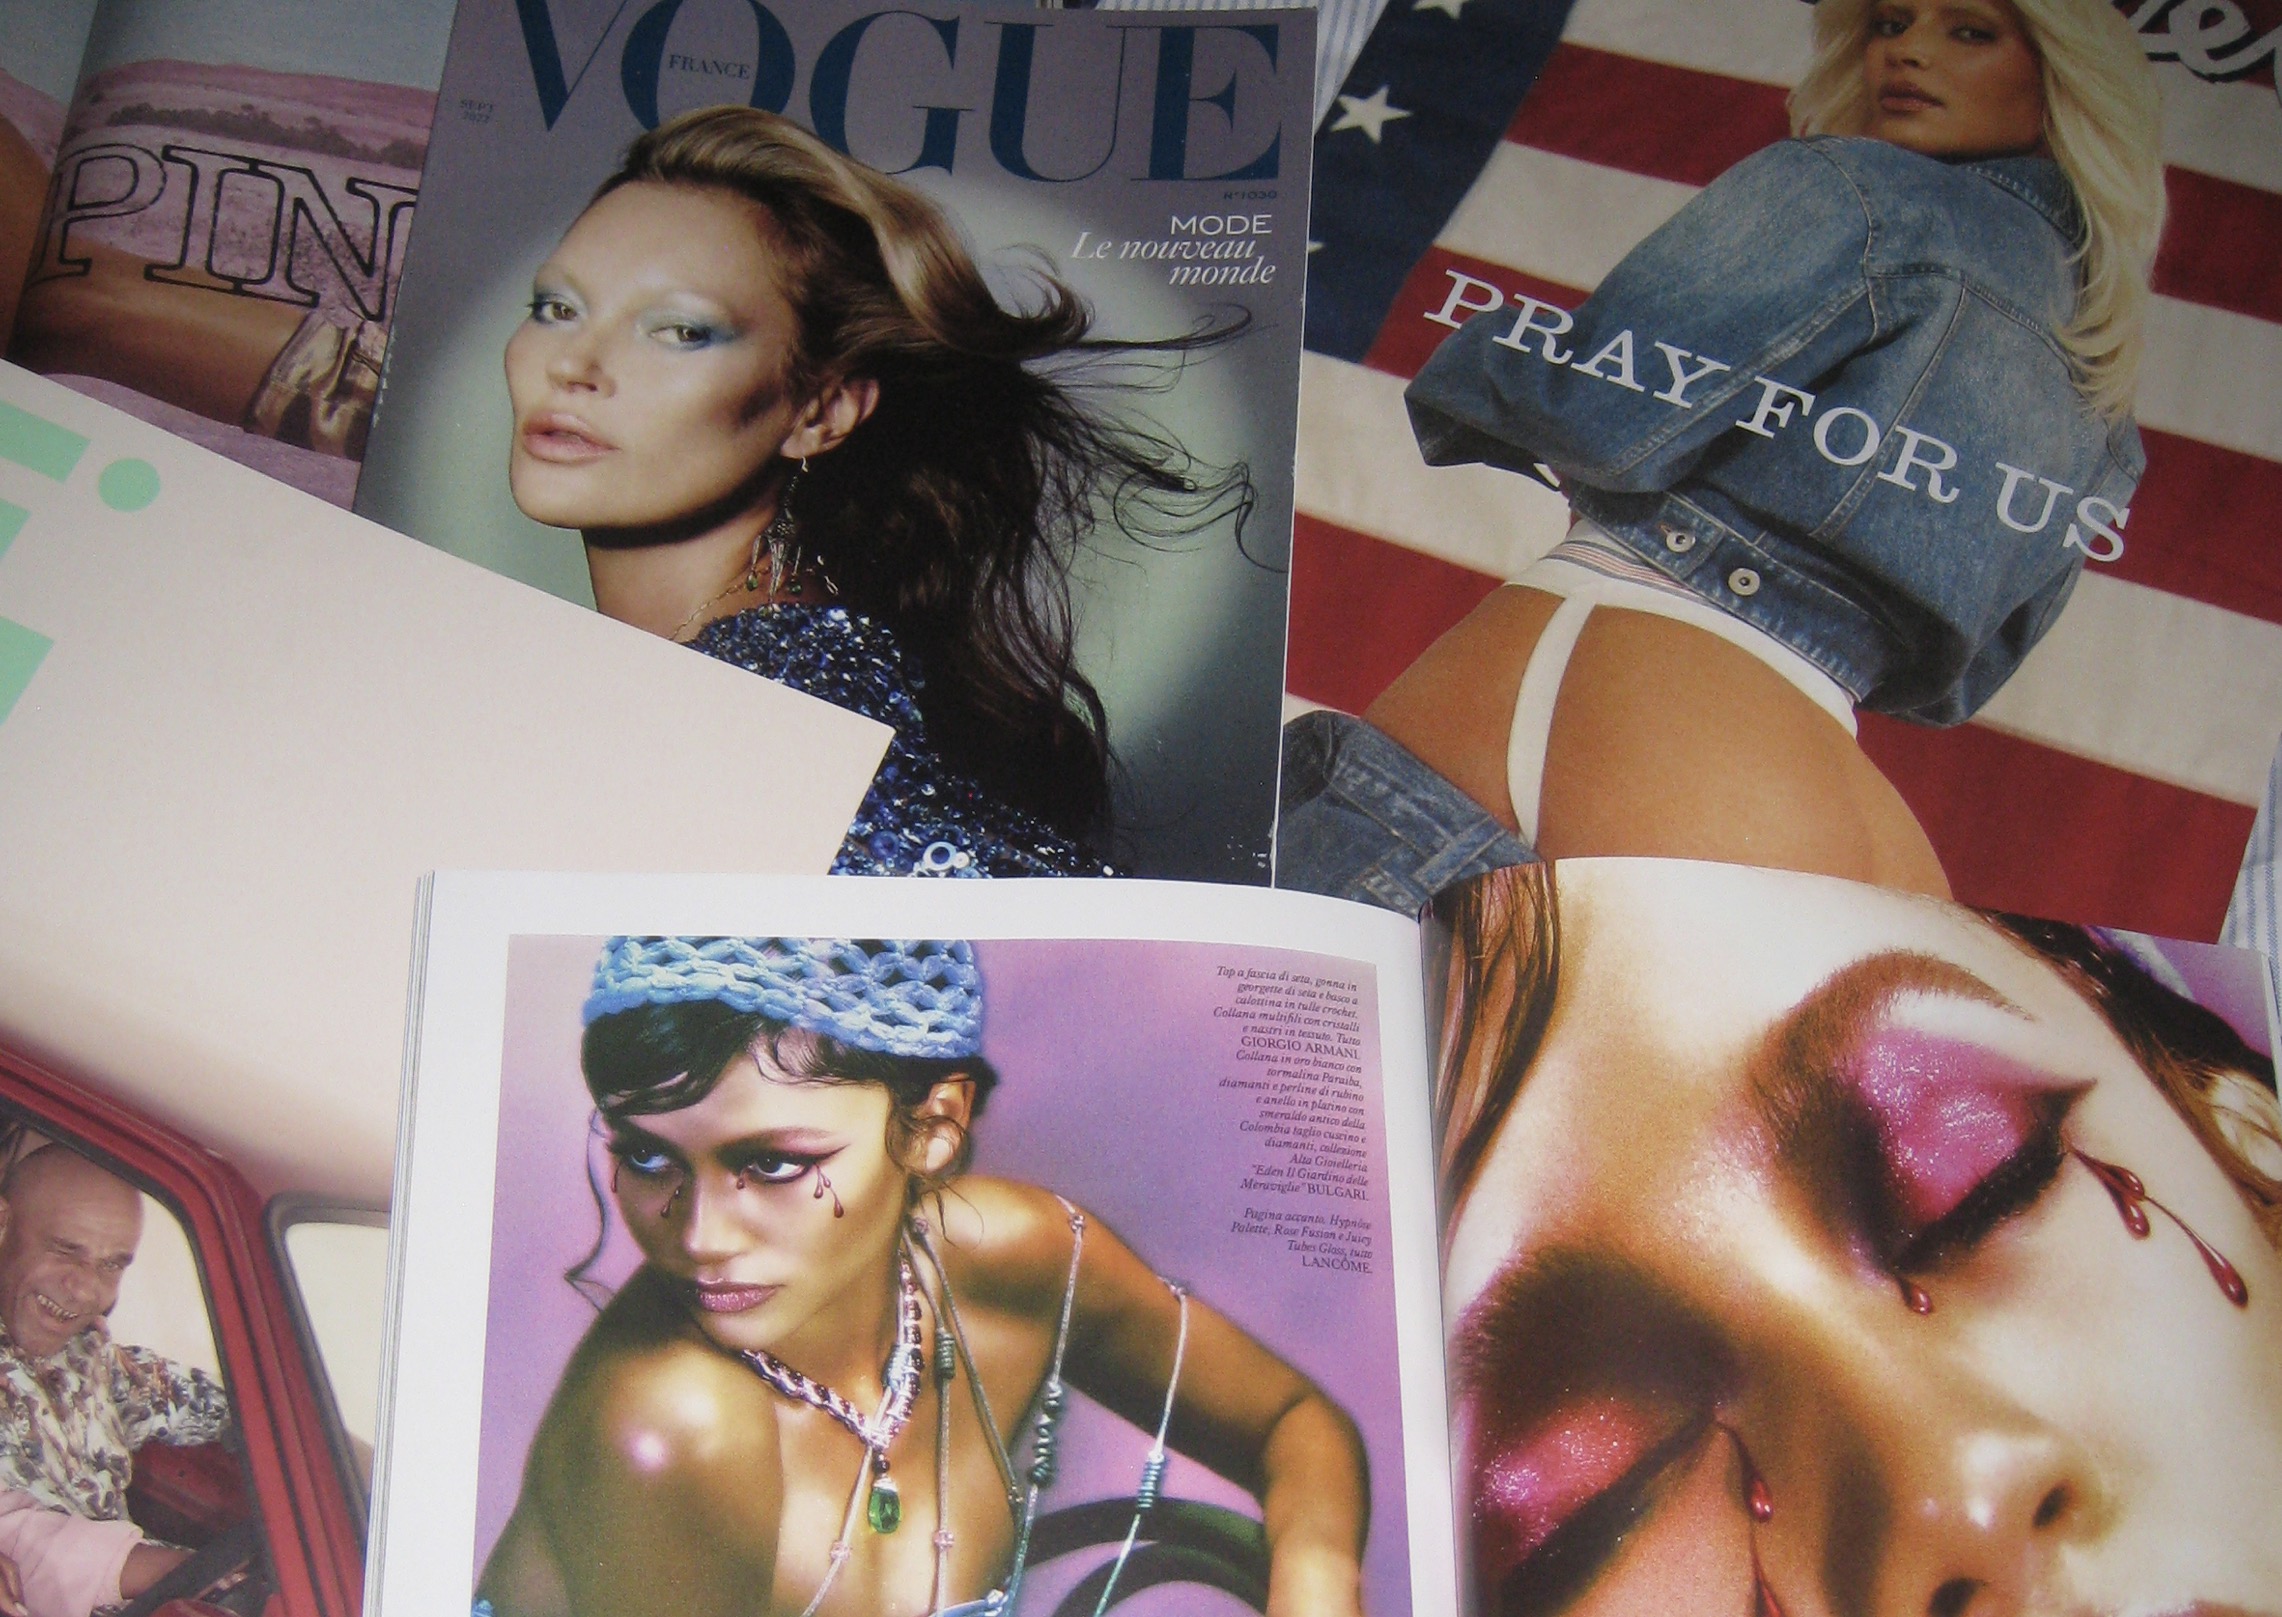 VOGUE
FRANCE
SEPT
2022
N°1030
MODE
Le nouveau
monde
PRAY FOR US
PIN
Top a fascia di seta, gonna in
georgette di seta e basco a
calottina in tulle crochet.
Collana multifili con cristalli
e nastri in tessuto. Tutto
GIORGIO ARMANI.
Collana in oro bianco con
tormalina Paraiba,
diamanti e perline di rubino
e anello in platino con
smeraldo antico della
Colombia taglio cuscino e
diamanti, collezione
Alta Gioielleria
"Eden Il Giardino delle
Meraviglie" BULGARI.
Pagina accanto. Hypnôse
Palette, Rose Fusion e Juicy
Tubes Gloss, tutto
LANCÔME.